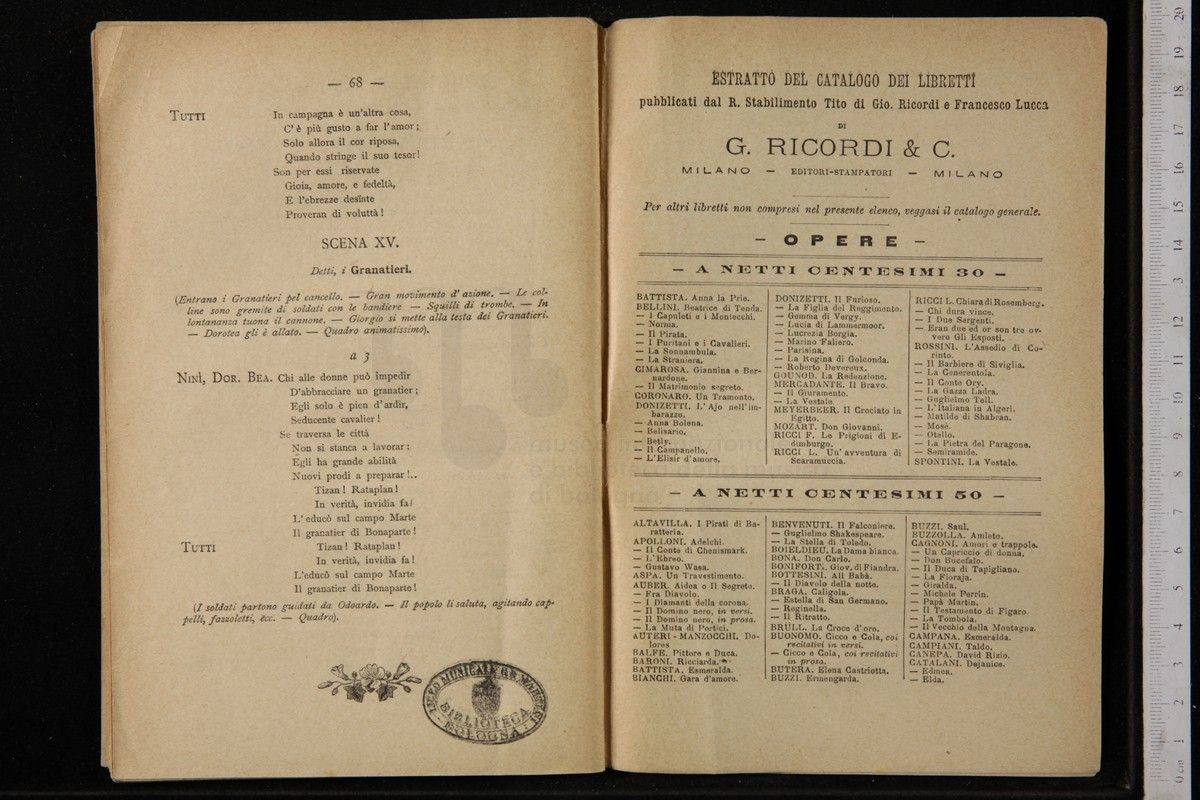 — 68 —
TUTTI In campagna è un'altra cosa,
C'è più gusto a far l'amor;
Solo allora il cor riposa,
Quando stringe il suo tesor!
Son per essi riservate
Gioia, amore, e fedeltà,
E l'ebrezze desïate
Proveran di voluttà!
SCENA XV.
Detti, i Granatieri.
(Entrano i Granatieri pel cancello. — Gran movimento d'azione. — Le col-
line sono gremite di soldati con le bandiere. — Squilli di trombe. — In
lontananza tuona il cannone. — Giorgio si mette alla testa dei Granatieri.
— Dorotea gli è allato. — Quadro animatissimo).
a 3
NINÌ, DOR. BEA. Chi alle donne può impedir
D'abbracciare un granatier;
Egli solo è pien d'ardir,
Seducente cavalier!
Se traversa le città
Non si stanca a lavorar;
Egli ha grande abilità
Nuovi prodi a preparar!..
Tizan! Rataplan!
In verità, invidia fa!
L'educò sul campo Marte
Il granatier di Bonaparte!
TUTTI Tizan! Rataplan!
In verità, invidia fa!
L'educò sul campo Marte
Il granatier di Bonaparte!
(I soldati partono guidati da Odoardo. — Il popolo li saluta, agitando cap-
pelli, fazzoletti, ecc. — Quadro).
LICEO MUSICALE
BIBLIOTECA
BOLOGNA
ESTRATTO DEL CATALOGO DEI LIBRETTI
pubblicati dal R. Stabilimento Tito di Gio. Ricordi e Francesco Lucca
DI
G. RICORDI & C.
MILANO — EDITORI-STAMPATORI — MILANO
Per altri libretti non compresi nel presente elenco, veggasi il catalogo generale.
— OPERE —
— A NETTI CENTESIMI 30 —
BATTISTA. Anna la Prie.
BELLINI. Beatrice di Tenda.
— I Capuleti e i Montecchi.
— Norma.
— Il Pirata.
— I Puritani e i Cavalieri.
— La Sonnambula.
— La Straniera.
CIMAROSA. Giannina e Ber-
nardone.
— Il Matrimonio segreto.
CORONARO. Un Tramonto.
DONIZETTI. L'Ajo nell'im-
barazzo.
— Anna Bolena.
— Belisario.
— Betly.
— Il Campanello.
— L'Elisir d'amore.
DONIZETTI. Il Furioso.
— La Figlia del Reggimento.
— Gemma di Vergy.
— Lucia di Lammermoor.
— Lucrezia Borgia.
— Marino Faliero.
— Parisina.
— La Regina di Golconda.
— Roberto Devereux.
GOUNOD. La Redenzione.
MERCADANTE. Il Bravo.
— Il Giuramento.
— La Vestale.
MEYERBEER. Il Crociato in
Egitto.
MOZART. Don Giovanni.
RICCI F. Le Prigioni di E-
dimburgo.
RICCI L. Un'avventura di
Scaramuccia.
RICCI L. Chiara di Rosemberg.
— Chi dura vince.
— I Due Sergenti.
— Eran due ed or son tre ov-
vero Gli Esposti.
ROSSINI. L'Assedio di Co-
rinto.
— Il Barbiere di Siviglia.
— La Cenerentola.
— Il Conte Ory.
— La Gazza Ladra.
— Guglielmo Tell.
— L'Italiana in Algeri.
— Matilde di Shabran.
— Mosè.
— Otello.
— La Pietra del Paragone.
— Semiramide.
SPONTINI. La Vestale.
— A NETTI CENTESIMI 50 —
ALTAVILLA. I Pirati di Ba-
ratteria.
APOLLONI. Adelchi.
— Il Conte di Chenismark.
— L'Ebreo.
— Gustavo Wasa.
ASPA. Un Travestimento.
AUBER. Aidea o Il Segreto.
— Fra Diavolo.
— I Diamanti della corona.
— Il Domino nero, in versi.
— Il Domino nero, in prosa.
— La Muta di Portici.
AUTERI-MANZOCCHI. Do-
lores
BALFE. Pittore e Duca.
BARONI. Ricciarda.
BATTISTA. Esmeralda.
BIANCHI. Gara d'amore.
BENVENUTI. Il Falconiere.
— Guglielmo Shakespeare.
— La Stella di Toledo.
BOIELDIEU. La Dama bianca.
BONA. Don Carlo.
BONIFORTI. Giov. di Fiandra.
BOTTESINI. Alì Babà.
— Il Diavolo della notte.
BRAGA. Caligola.
— Estella di San Germano.
— Reginella.
— Il Ritratto.
BRÜLL. La Croce d'oro.
BUONOMO. Cicco e Cola, coi
recitativi in versi.
— Cicco e Cola, coi recitativi
in prosa.
BUTERA. Elena Castriotta.
BUZZI. Ermengarda.
BUZZI. Saul.
BUZZOLLA. Amleto.
CAGNONI. Amori e trappole.
— Un Capriccio di donna.
— Don Bucefalo.
— Il Duca di Tapigliano.
— La Fioraja.
— Giralda.
— Michele Perrin.
— Papà Martin.
— Il Testamento di Figaro.
— La Tombola.
— Il Vecchio della Montagna.
CAMPANA. Esmeralda.
CAMPIANI. Taldo.
CANEPA. David Rizio.
CATALANI. Dejanice.
— Edmea.
— Elda.